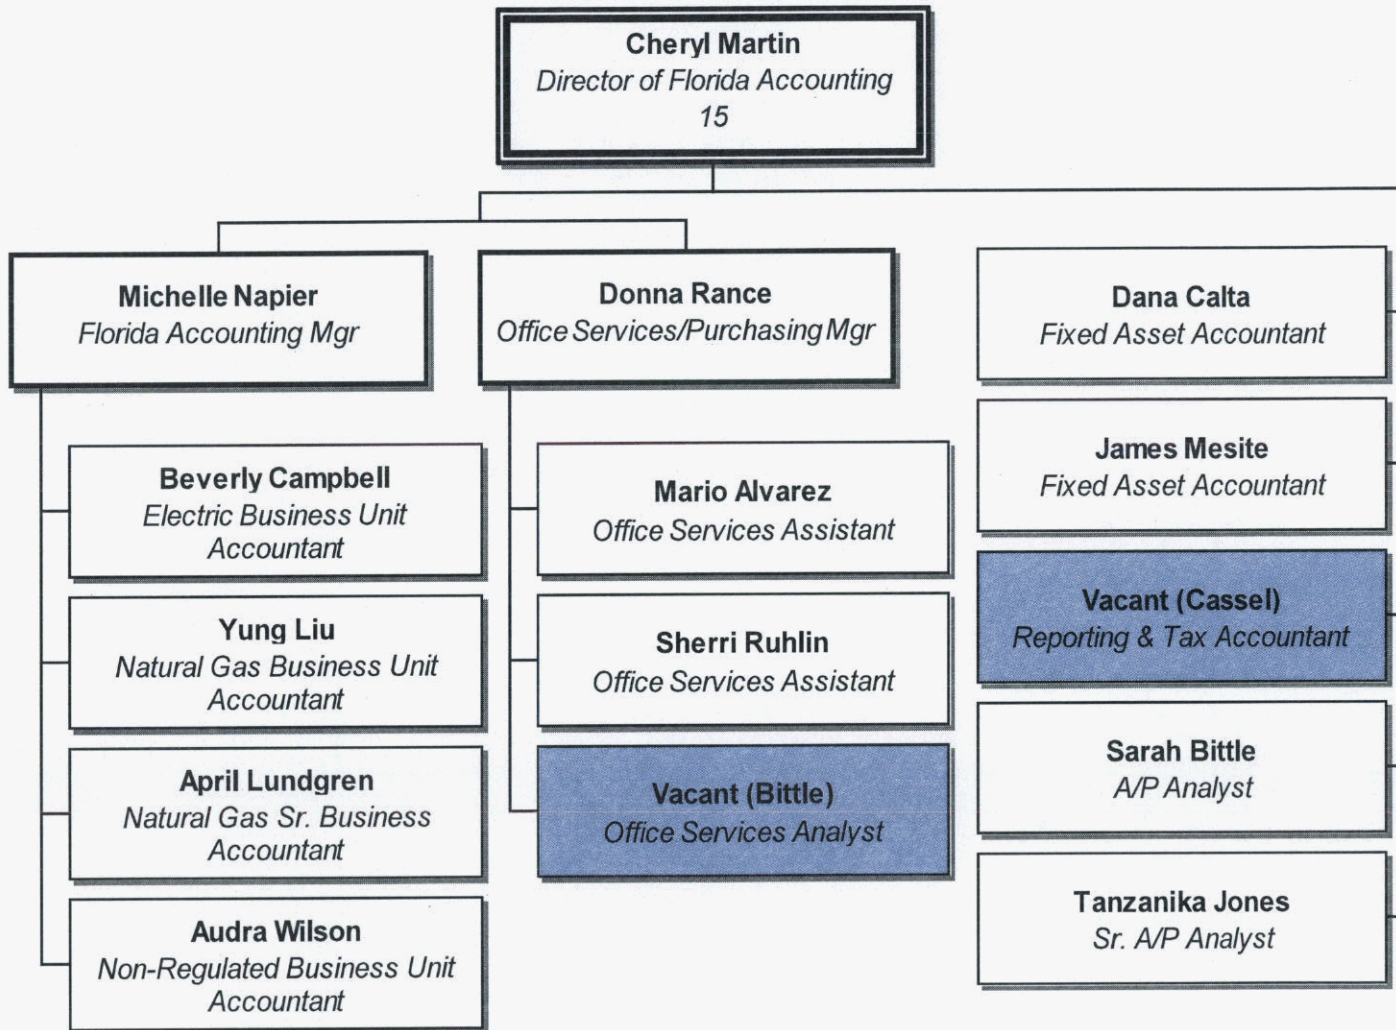 Cheryl Martin
Director of Florida Accounting
15
Michelle Napier
Florida Accounting Mgr
Donna Rance
Office Services/Purchasing Mgr
Dana Calta
Fixed Asset Accountant
Beverly Campbell
Electric Business Unit
Accountant
Mario Alvarez
Office Services Assistant
James Mesite
Fixed Asset Accountant
Yung Liu
Natural Gas Business Unit
Accountant
Sherri Ruhlin
Office Services Assistant
Vacant (Cassel)
Reporting & Tax Accountant
April Lundgren
Natural Gas Sr. Business
Accountant
Vacant (Bittle)
Office Services Analyst
Sarah Bittle
A/P Analyst
Audra Wilson
Non-Regulated Business Unit
Accountant
Tanzanika Jones
Sr. A/P Analyst